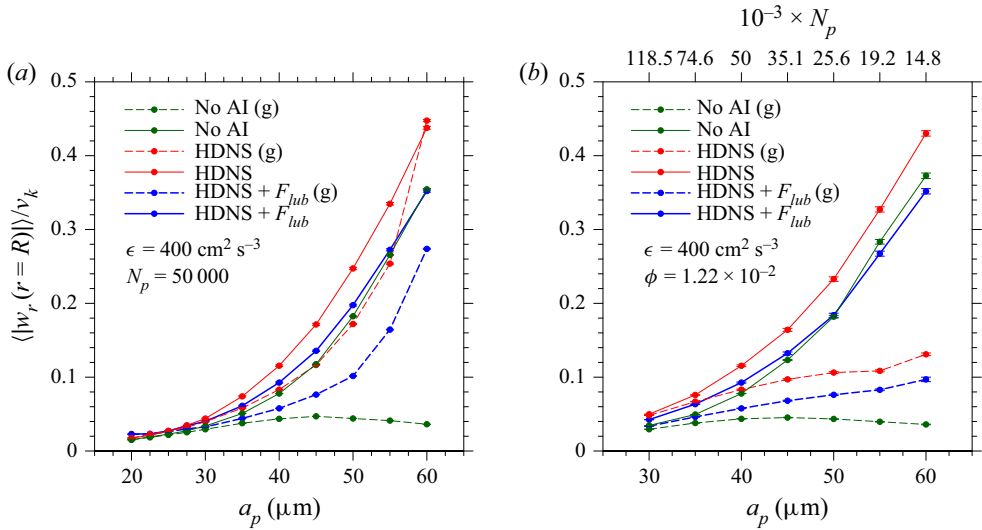 10⁻³ × Nₚ
(a)
0.5
0.4
0.3
0.2
0.1
0
No AI (g)
No AI
HDNS (g)
HDNS
HDNS + F_lub (g)
HDNS + F_lub
ϵ = 400 cm² s⁻³
Nₚ = 50 000
⟨|w_r (r = R)|⟩/v_k
20 30 40 50 60
aₚ (μm)
(b)
118.5 74.6 50 35.1 25.6 19.2 14.8
0.5
0.4
0.3
0.2
0.1
0
No AI (g)
No AI
HDNS (g)
HDNS
HDNS + F_lub (g)
HDNS + F_lub
ϵ = 400 cm² s⁻³
ϕ = 1.22 × 10⁻²
30 40 50 60
aₚ (μm)